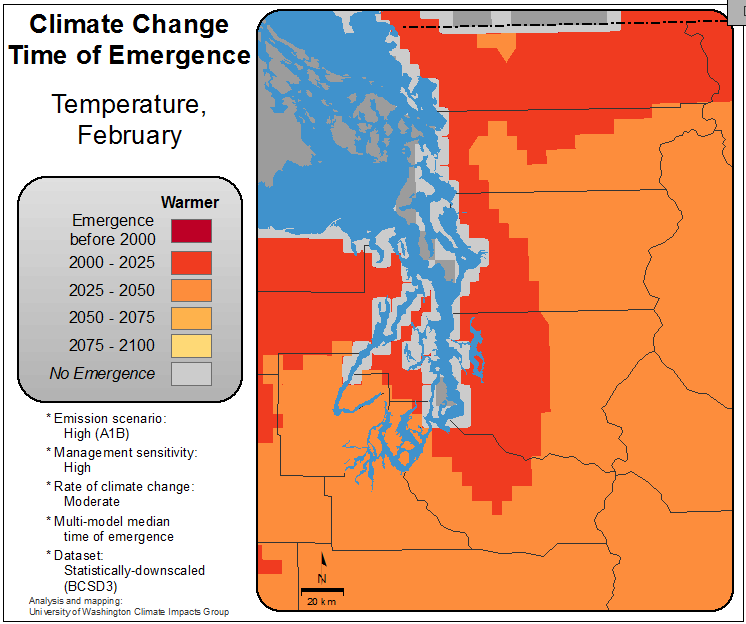 Climate Change
Time of Emergence
Temperature,
February
Warmer
Emergence
before 2000
2000 - 2025
2025 - 2050
2050 - 2075
2075 - 2100
No Emergence
* Emission scenario:
High (A1B)
* Management sensitivity:
High
* Rate of climate change:
Moderate
* Multi-model median
time of emergence
* Dataset:
Statistically-downscaled
(BCSD3)
Analysis and mapping:
University of Washington Climate Impacts Group
N
20 km